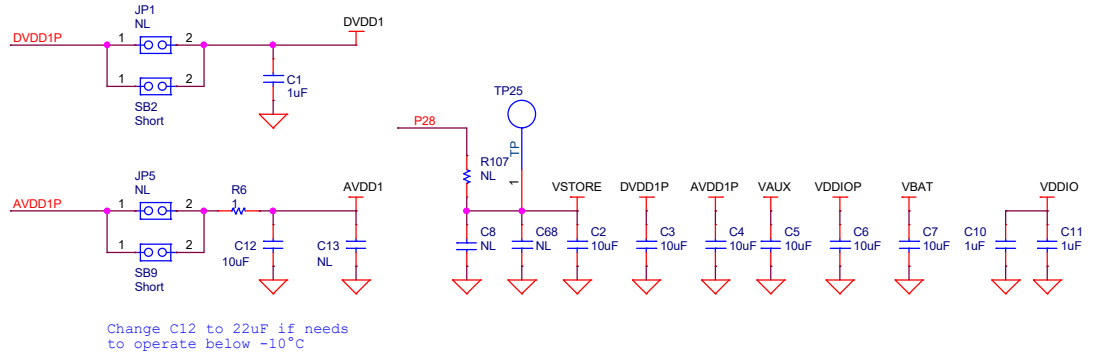 JP1
NL
DVDD1P
1
2
DVDD1
1
2
SB2
Short
C1
1uF
TP25
TP
1
P28
R107
NL
JP5
NL
AVDD1P
1
2
R6
1
AVDD1
1
2
SB9
Short
C12
10uF
C13
NL
C8
NL
C68
NL
VSTORE
C2
10uF
DVDD1P
C3
10uF
AVDD1P
C4
10uF
VAUX
C5
10uF
VDDIOP
C6
10uF
VBAT
C7
10uF
VDDIO
C10
1uF
C11
1uF
Change C12 to 22uF if needs
to operate below -10°C